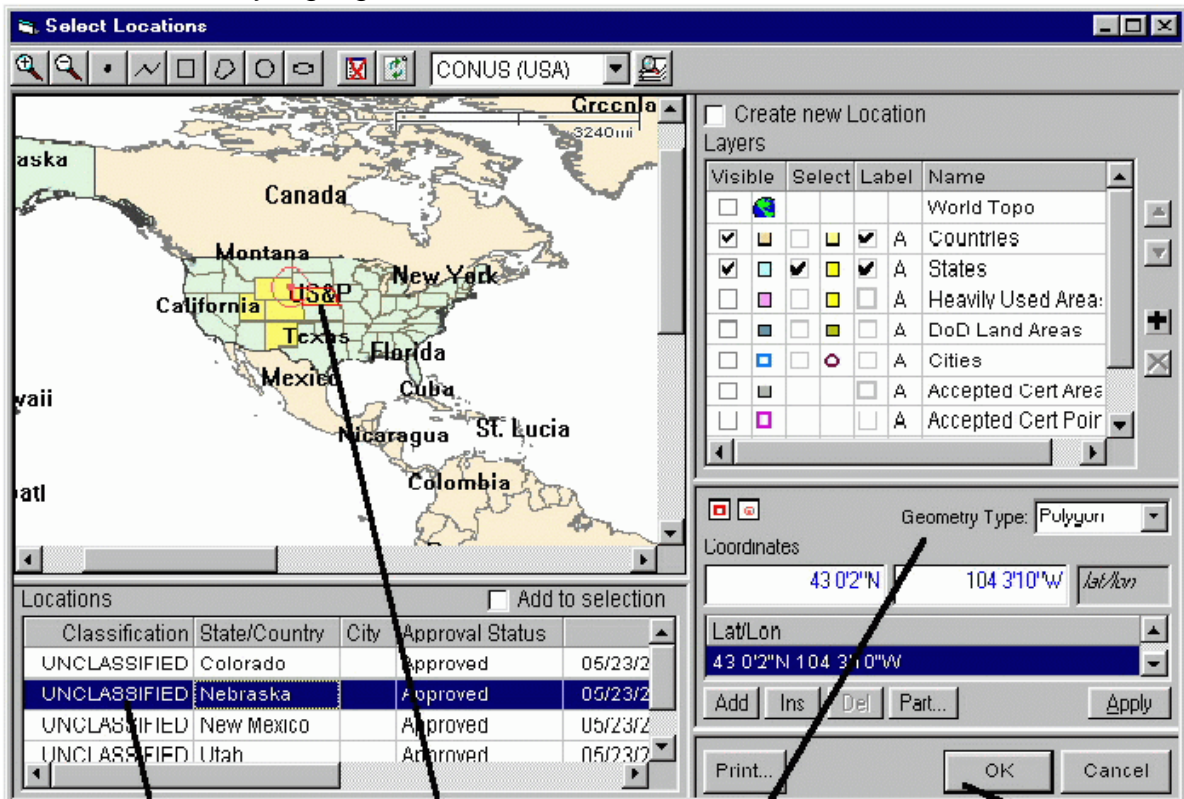 Select Locations
CONUS (USA)
Greenla
3240mi
aska
Canada
Montana
New York
US&P
California
Texas
Florida
Mexico
Cuba
vaii
Nicaragua
St. Lucia
Colombia
atl
Create new Location
Layers
Visible Select Label Name
World Topo
A Countries
A States
A Heavily Used Area
A DoD Land Areas
A Cities
A Accepted Cert Area
A Accepted Cert Poin
Geometry Type: Polygon
Coordinates
43 0'2"N 104 3'10"W lat/lon
Lat/Lon
43 0'2"N 104 3'10"W
Add Ins Del Part... Apply
Print... OK Cancel
Locations Add to selection
Classification State/Country City Approval Status
UNCLASSIFIED Colorado Approved 05/23/2
UNCLASSIFIED Nebraska Approved 05/23/2
UNCLASSIFIED New Mexico Approved 05/23/2
UNCLASSIFIED Utah Approved 05/23/2